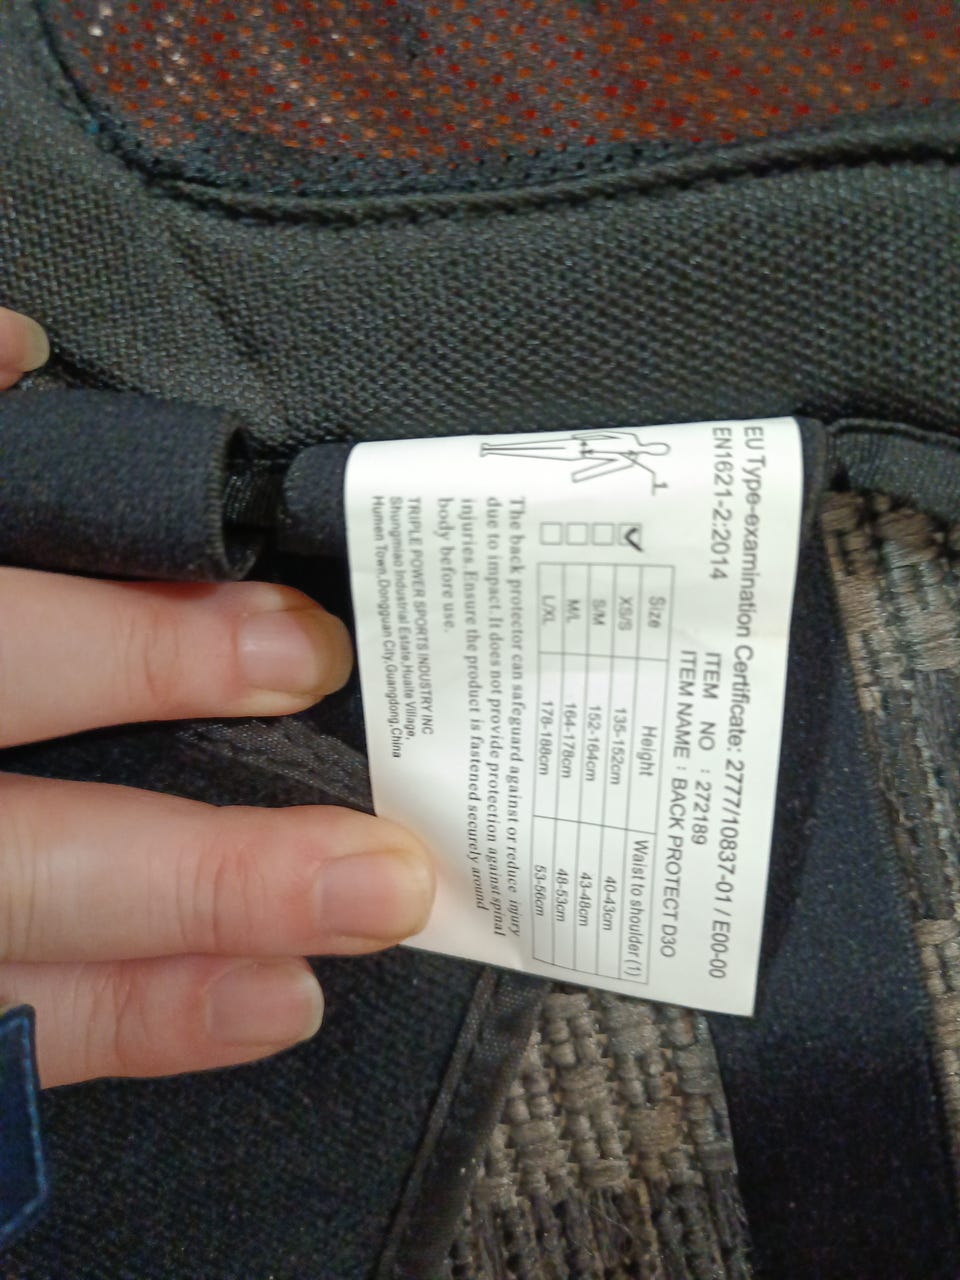 EU Type-examination Certificate: 2777/10837-01 / E00-00
EN1621-2:2014
ITEM NO : 272189
ITEM NAME : BACK PROTECT D3O
1
Size Height Waist to shoulder (1)
XS/S 135-152cm 40-43cm
S/M 152-164cm 43-48cm
M/L 164-178cm 48-53cm
L/XL 178-188cm 53-56cm
The back protector can safeguard against or reduce injury
due to impact. It does not provide protection against spinal
injuries. Ensure the product is fastened securely around
body before use.
TRIPLE POWER SPORTS INDUSTRY INC
Shungmiao Industrial Estate, Huaite Village,
Humen Town, Dongguan City, Guangdong, China